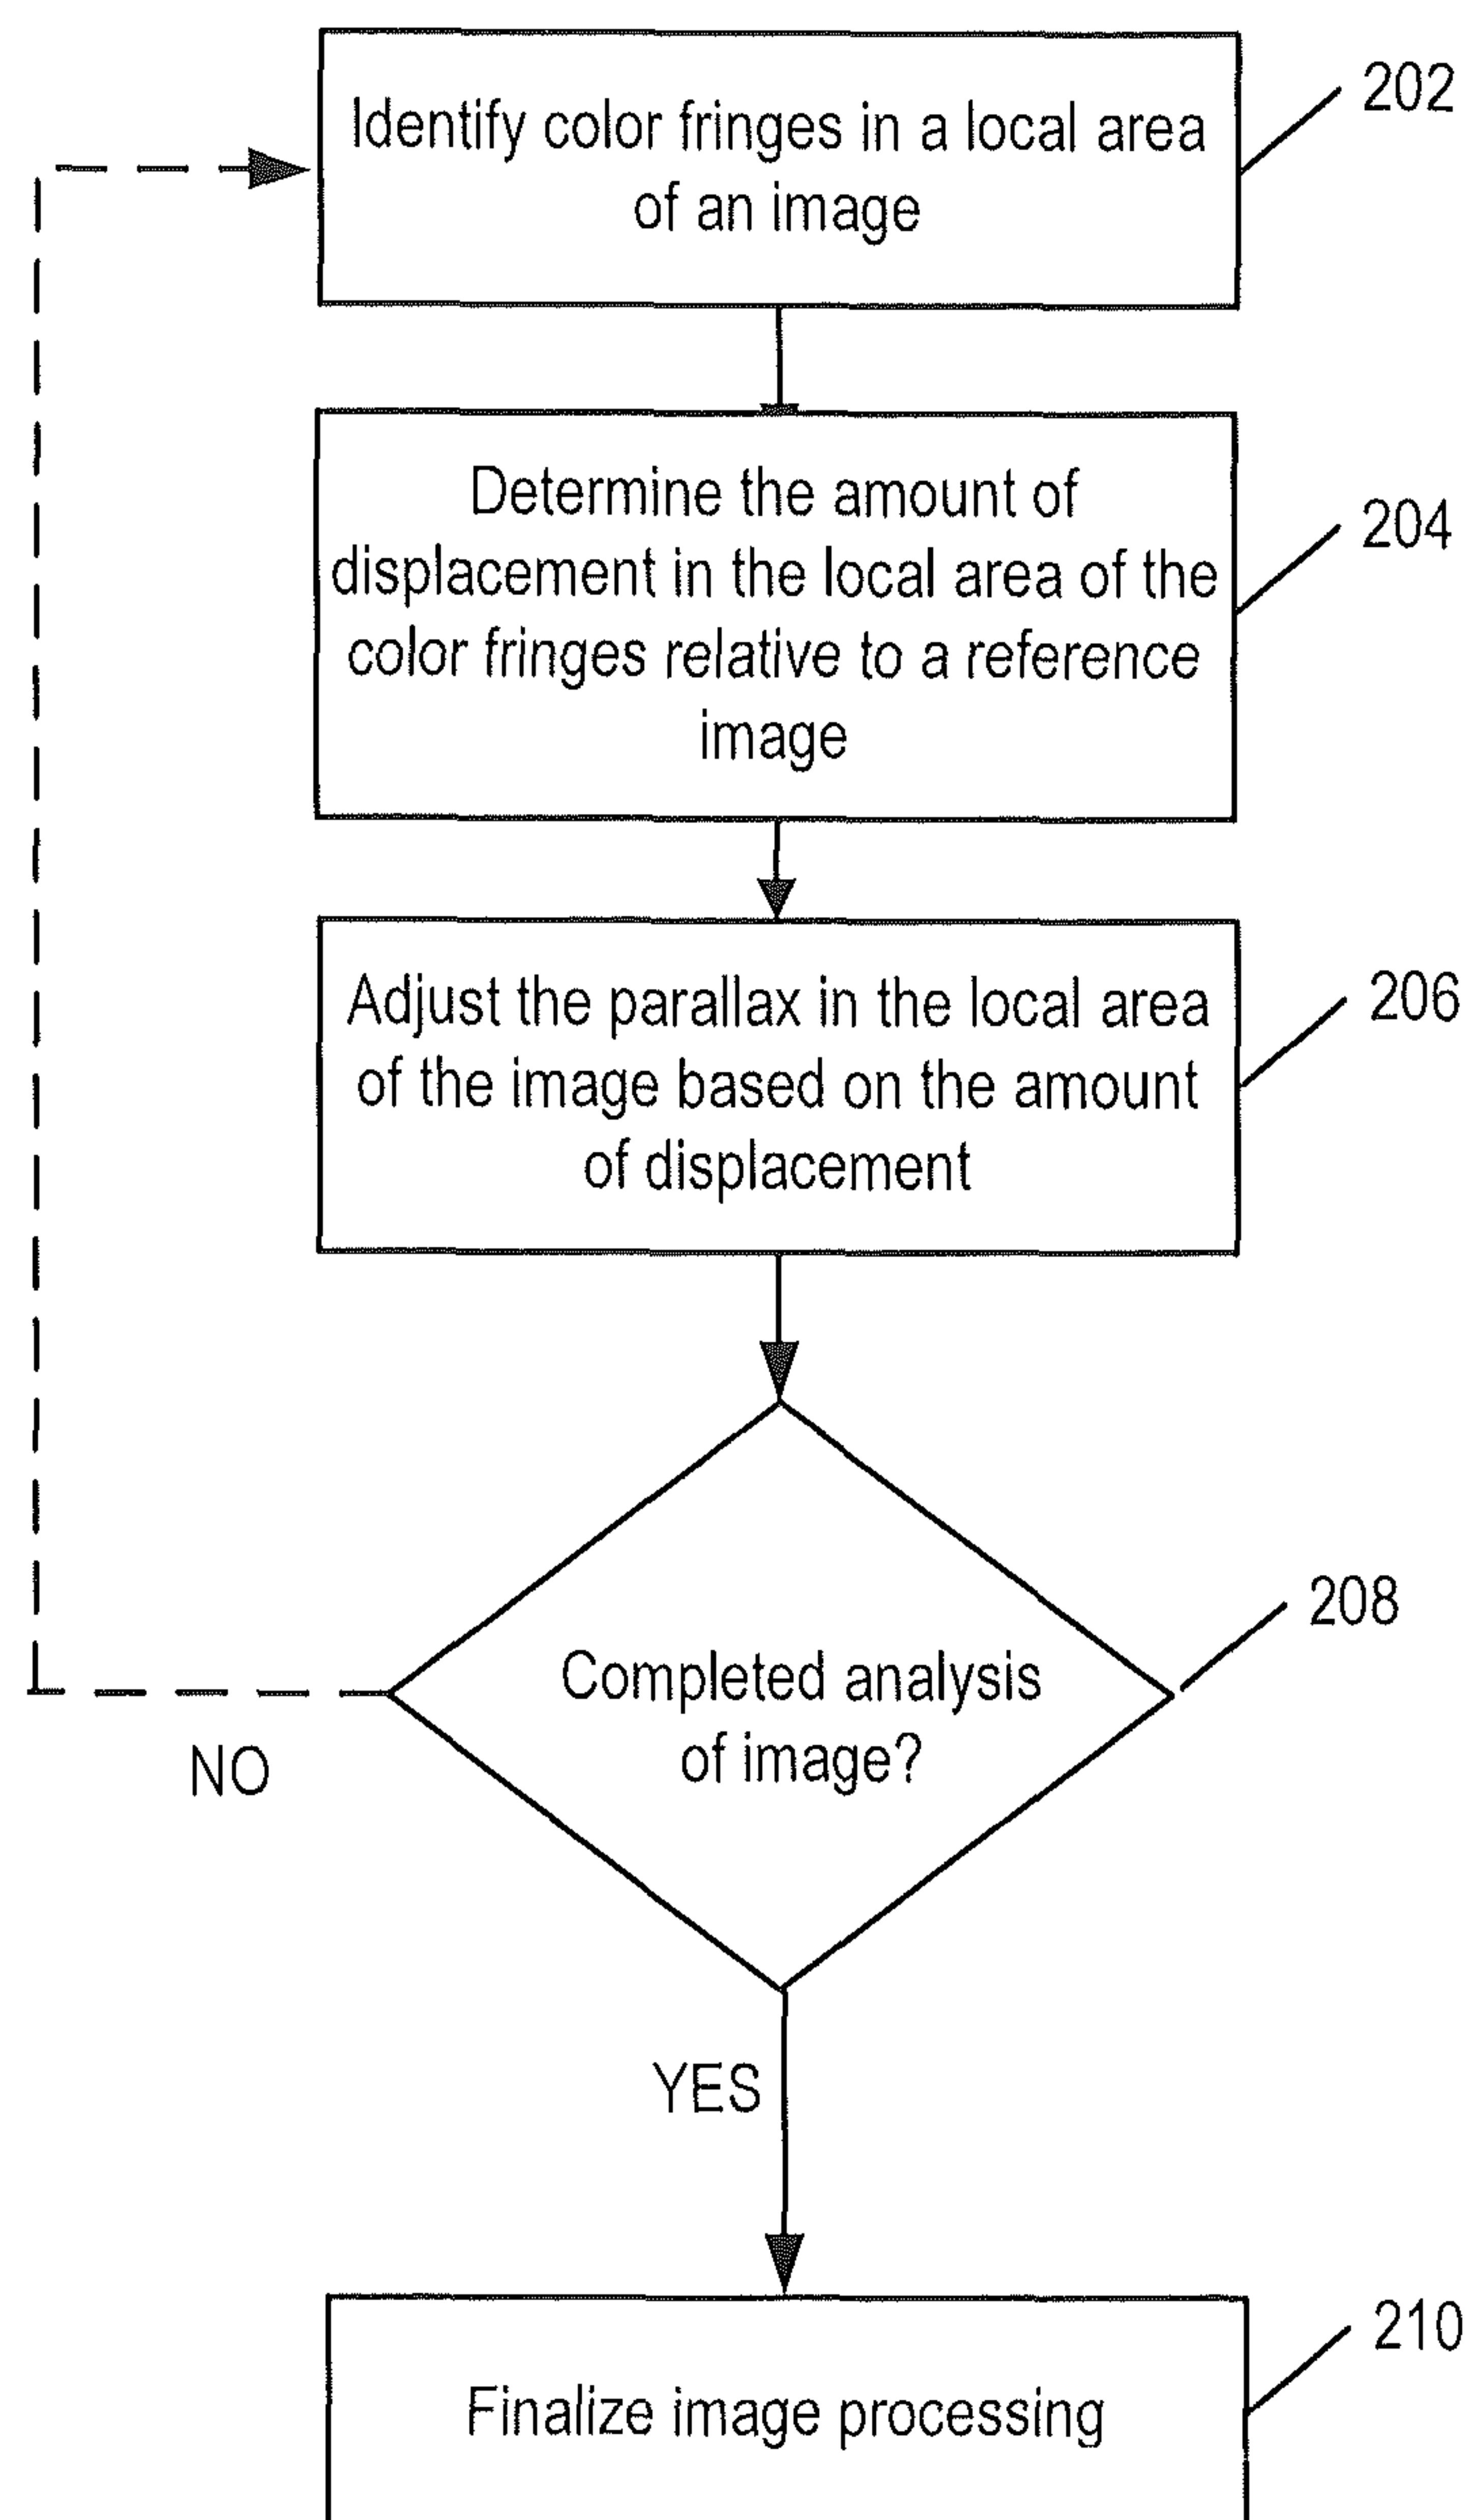 202
Identify color fringes in a local area
of an image
204
Determine the amount of
displacement in the local area of the
color fringes relative to a reference
image
206
Adjust the parallax in the local area
of the image based on the amount
of displacement
208
Completed analysis
of image?
NO
YES
210
Finalize image processing